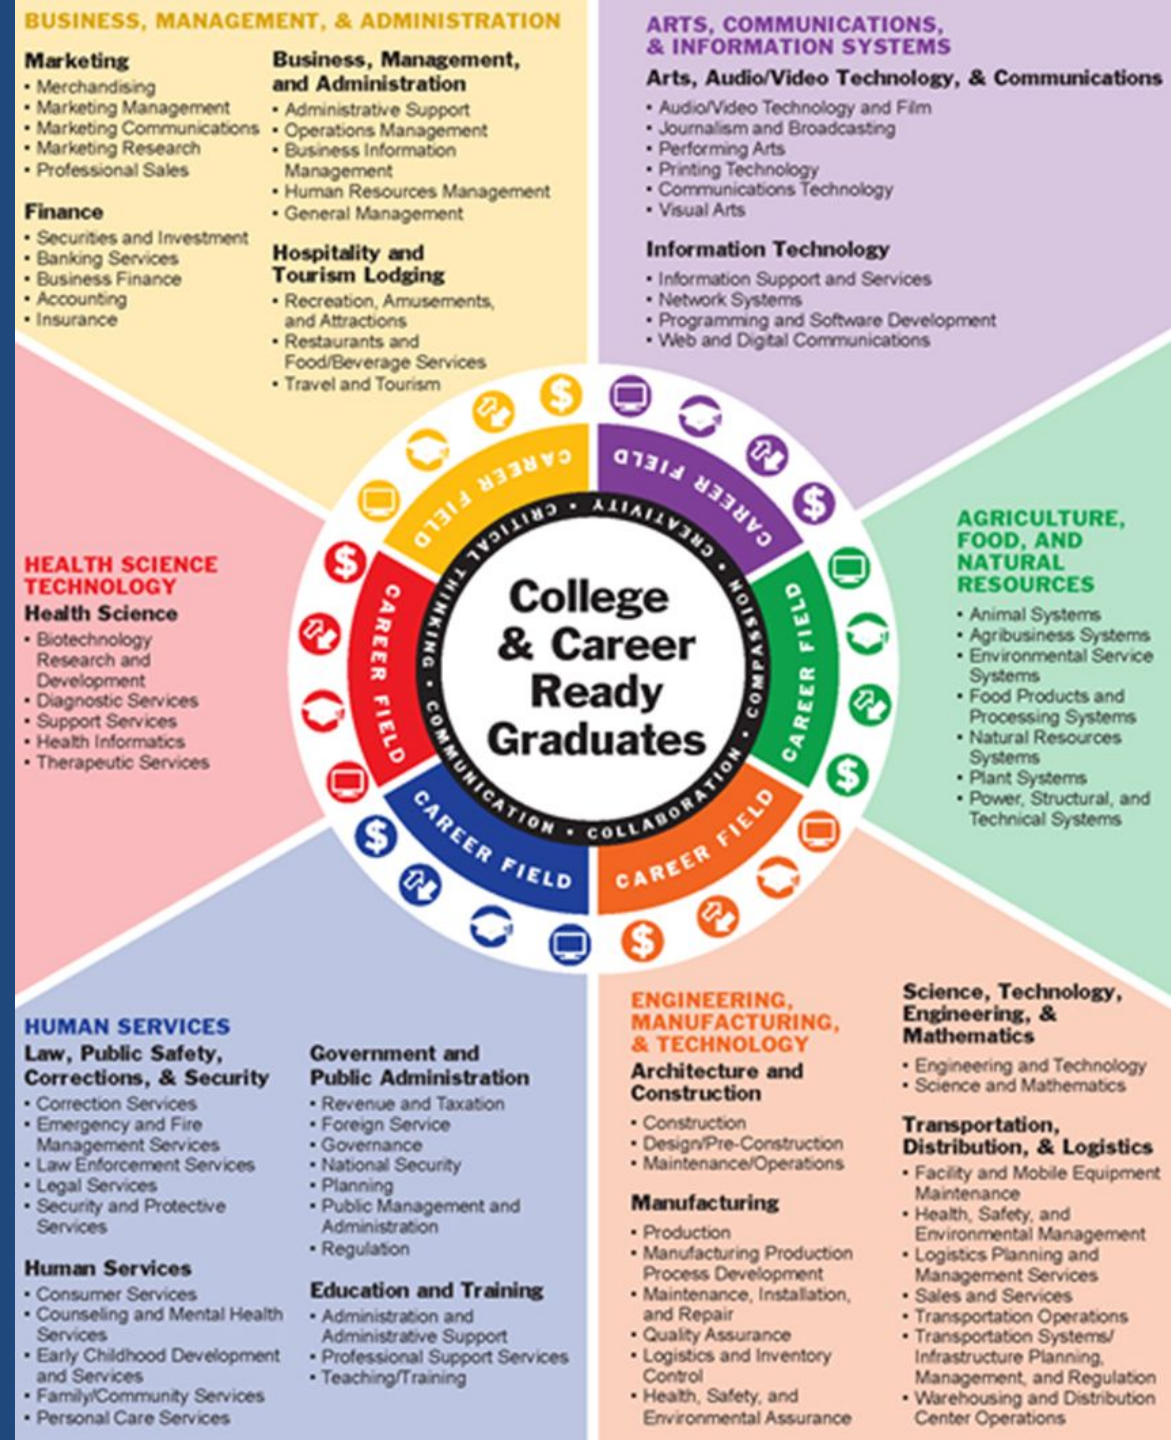 BUSINESS, MANAGEMENT, & ADMINISTRATION
Marketing
• Merchandising
• Marketing Management
• Marketing Communications
• Marketing Research
• Professional Sales
Finance
• Securities and Investment
• Banking Services
• Business Finance
• Accounting
• Insurance
Business, Management,
and Administration
• Administrative Support
• Operations Management
• Business Information
Management
• Human Resources Management
• General Management
Hospitality and
Tourism Lodging
• Recreation, Amusements,
and Attractions
• Restaurants and
Food/Beverage Services
• Travel and Tourism
ARTS, COMMUNICATIONS,
& INFORMATION SYSTEMS
Arts, Audio/Video Technology, & Communications
• Audio/Video Technology and Film
• Journalism and Broadcasting
• Performing Arts
• Printing Technology
• Communications Technology
• Visual Arts
Information Technology
• Information Support and Services
• Network Systems
• Programming and Software Development
• Web and Digital Communications
HEALTH SCIENCE
TECHNOLOGY
Health Science
• Biotechnology
Research and
Development
• Diagnostic Services
• Support Services
• Health Informatics
• Therapeutic Services
$
$
$
$
$
$
CAREER FIELD
CAREER FIELD
CAREER FIELD
CAREER FIELD
CAREER FIELD
CAREER FIELD
CRITICAL THINKING • COMMUNICATION • COLLABORATION • COMPASSION • CREATIVITY •
College
& Career
Ready
Graduates
AGRICULTURE,
FOOD, AND
NATURAL
RESOURCES
• Animal Systems
• Agribusiness Systems
• Environmental Service
Systems
• Food Products and
Processing Systems
• Natural Resources
Systems
• Plant Systems
• Power, Structural, and
Technical Systems
HUMAN SERVICES
Law, Public Safety,
Corrections, & Security
• Correction Services
• Emergency and Fire
Management Services
• Law Enforcement Services
• Legal Services
• Security and Protective
Services
Human Services
• Consumer Services
• Counseling and Mental Health
Services
• Early Childhood Development
and Services
• Family/Community Services
• Personal Care Services
Government and
Public Administration
• Revenue and Taxation
• Foreign Service
• Governance
• National Security
• Planning
• Public Management and
Administration
• Regulation
Education and Training
• Administration and
Administrative Support
• Professional Support Services
• Teaching/Training
ENGINEERING,
MANUFACTURING,
& TECHNOLOGY
Architecture and
Construction
• Construction
• Design/Pre-Construction
• Maintenance/Operations
Manufacturing
• Production
• Manufacturing Production
Process Development
• Maintenance, Installation,
and Repair
• Quality Assurance
• Logistics and Inventory
Control
• Health, Safety, and
Environmental Assurance
Science, Technology,
Engineering, &
Mathematics
• Engineering and Technology
• Science and Mathematics
Transportation,
Distribution, & Logistics
• Facility and Mobile Equipment
Maintenance
• Health, Safety, and
Environmental Management
• Logistics Planning and
Management Services
• Sales and Services
• Transportation Operations
• Transportation Systems/
Infrastructure Planning,
Management, and Regulation
• Warehousing and Distribution
Center Operations